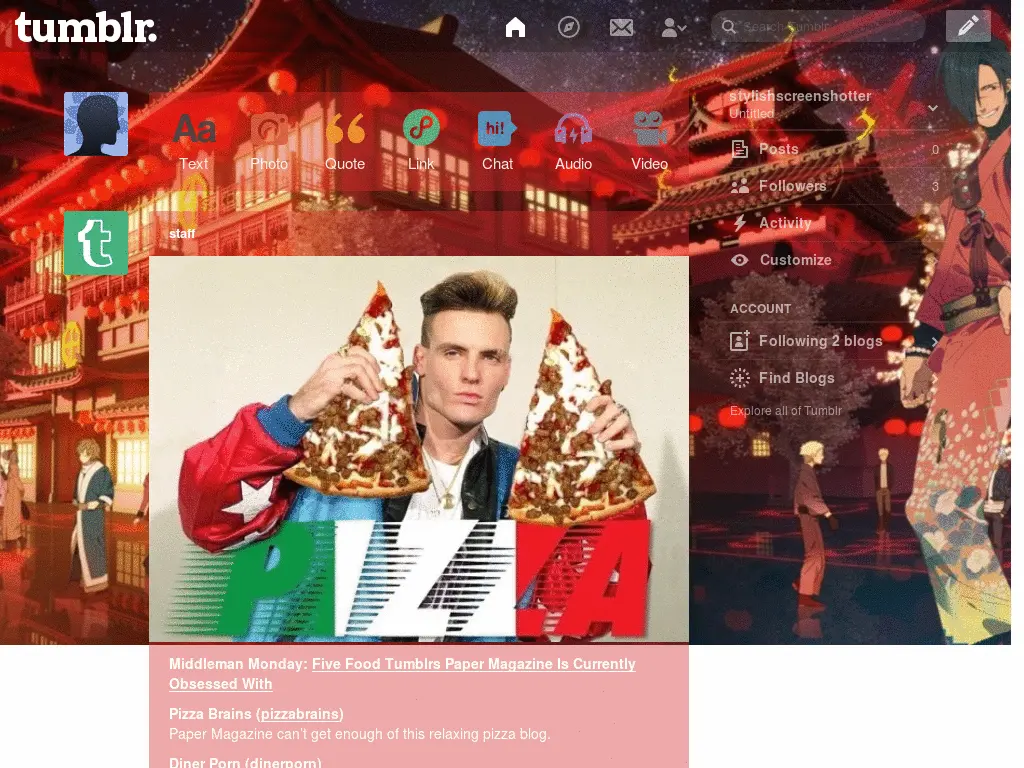 tumblr.
Search Tumblr
Aa
hi!
Text
Photo
Quote
Link
Chat
Audio
Video
stylishscreenshotter
Untitled
Posts 0
Followers 3
Activity
Customize
ACCOUNT
Following 2 blogs
Find Blogs
Explore all of Tumblr
t
staff
PIZZA
Middleman Monday: Five Food Tumblrs Paper Magazine Is Currently
Obsessed With
Pizza Brains (pizzabrains)
Paper Magazine can't get enough of this relaxing pizza blog.
Diner Porn (dinerporn)